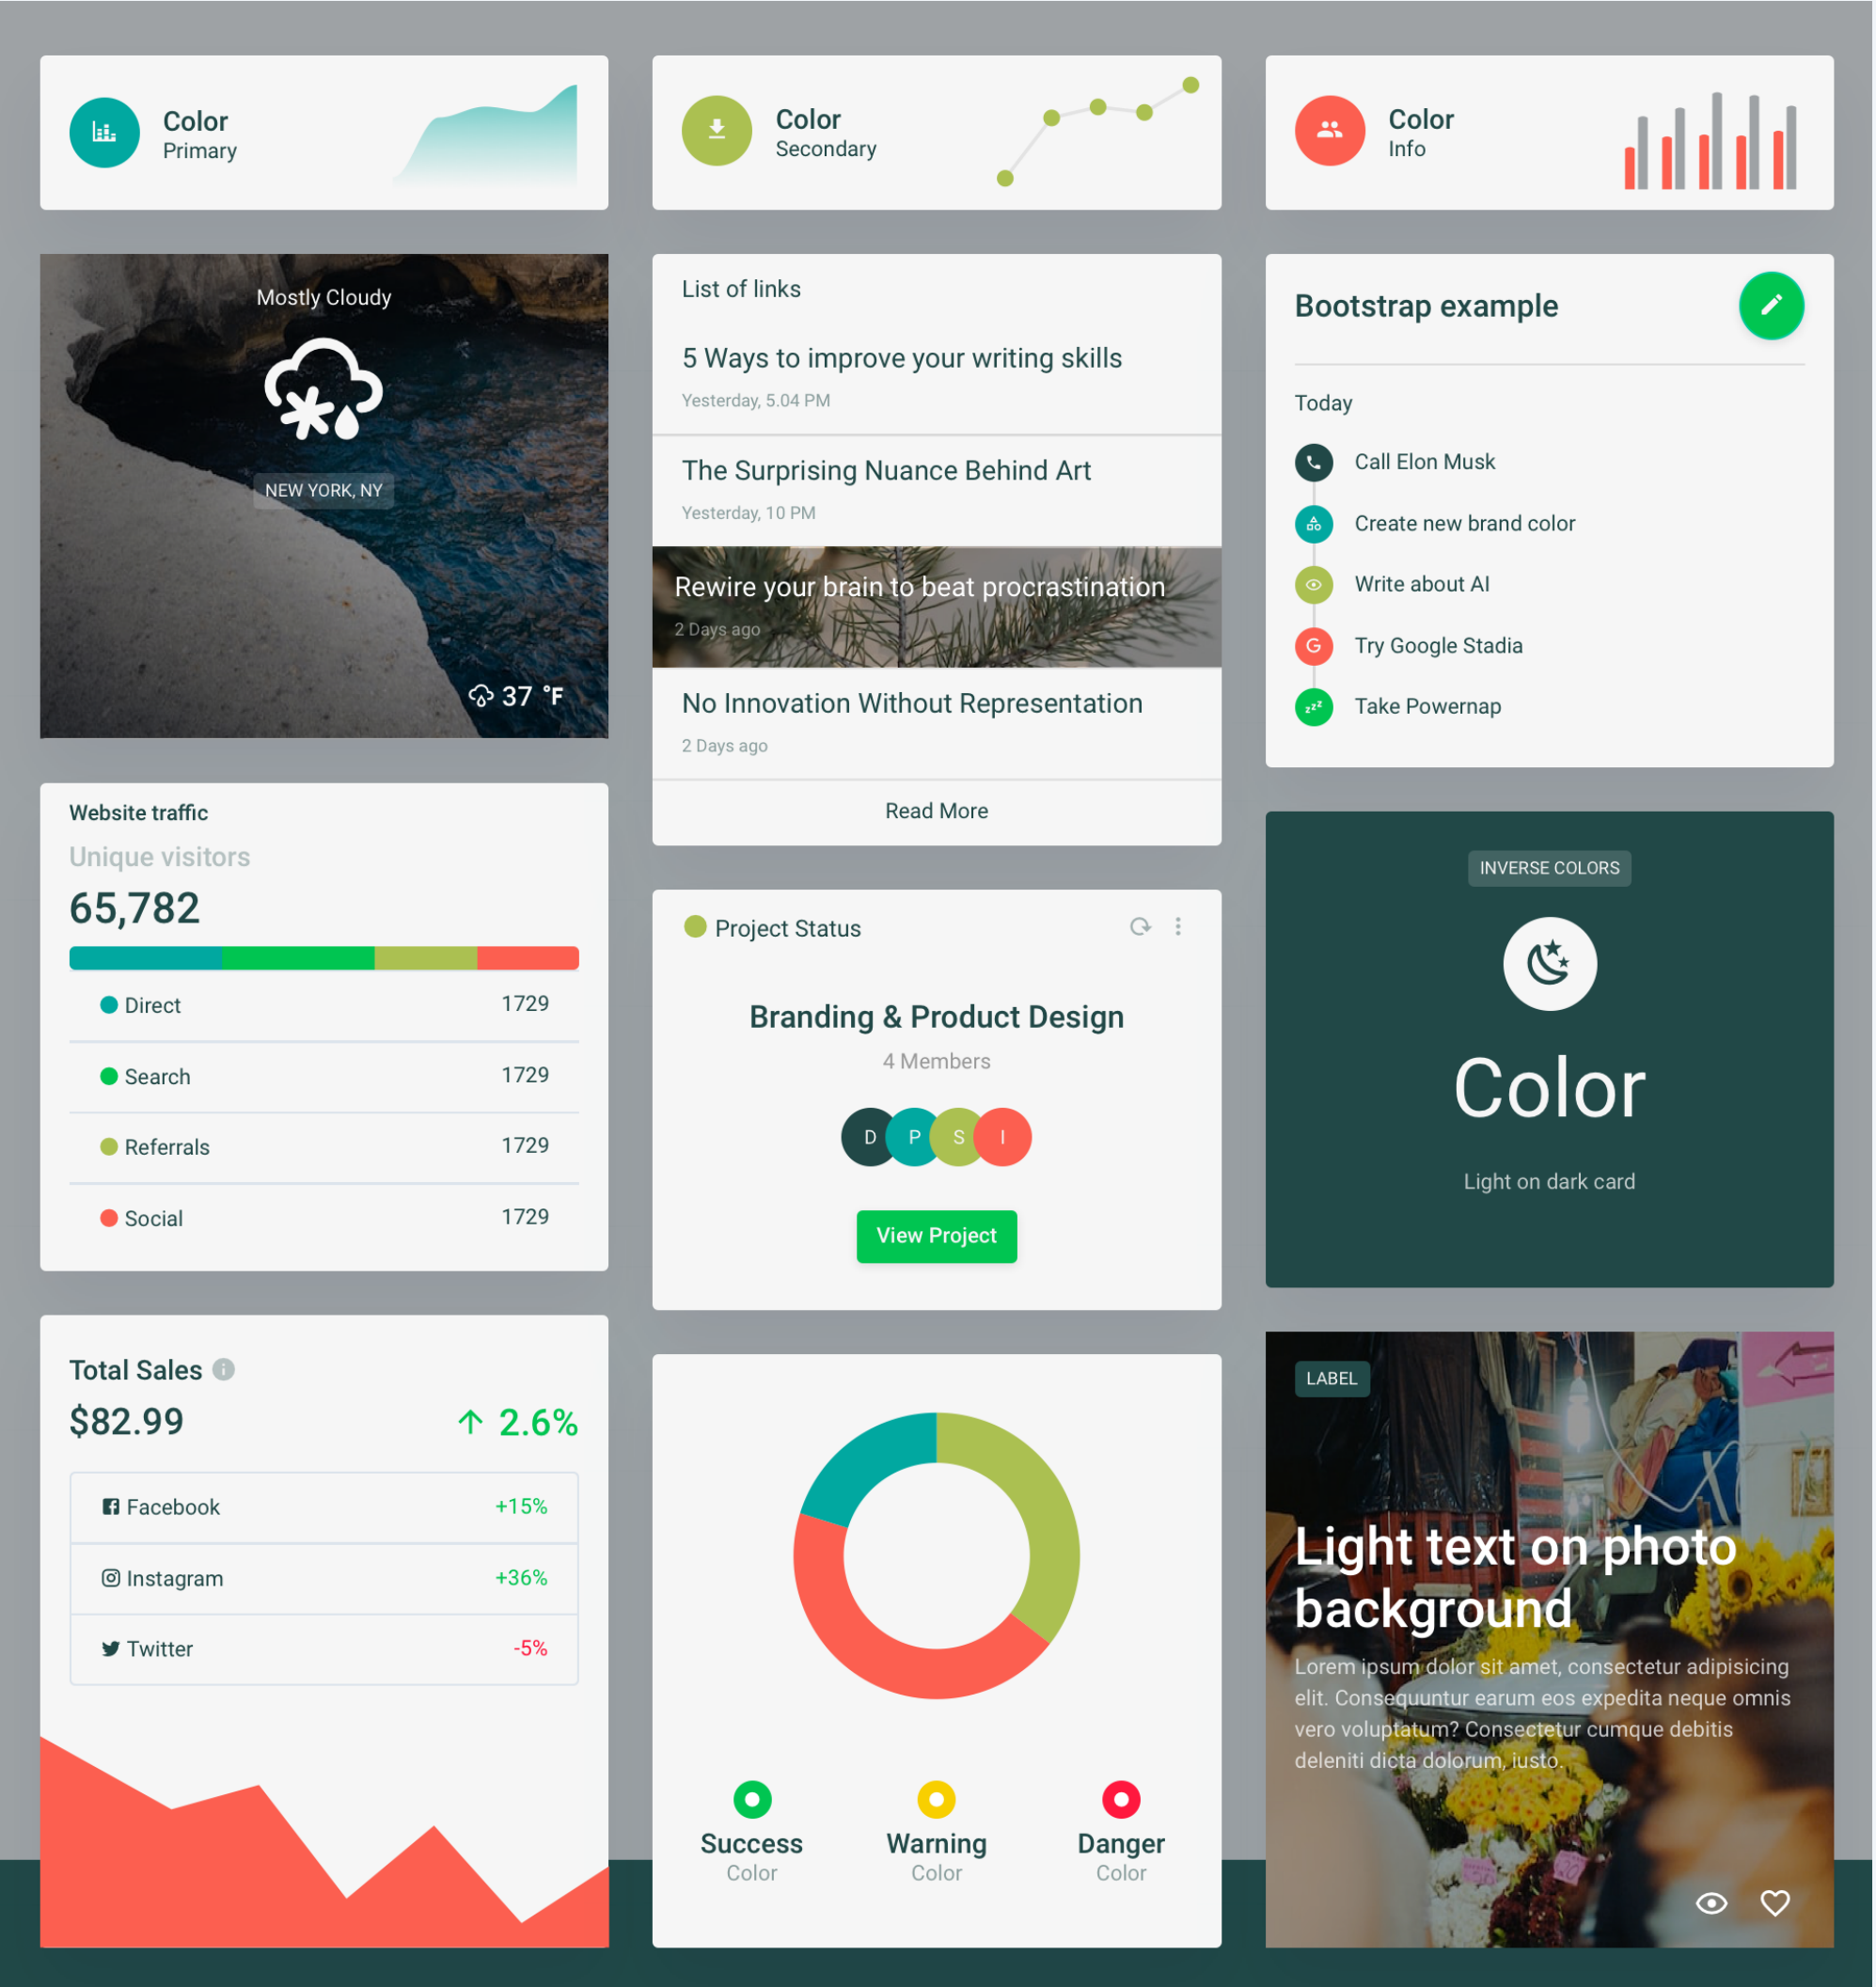 Color
Primary
Color
Secondary
Color
Info
Mostly Cloudy
NEW YORK, NY
37 °F
Website traffic
Unique visitors
65,782
Direct 1729
Search 1729
Referrals 1729
Social 1729
Total Sales
$82.99 2.6%
Facebook +15%
Instagram +36%
Twitter -5%
List of links
5 Ways to improve your writing skills
Yesterday, 5.04 PM
The Surprising Nuance Behind Art
Yesterday, 10 PM
Rewire your brain to beat procrastination
2 Days ago
No Innovation Without Representation
2 Days ago
Read More
Project Status
Branding & Product Design
4 Members
D P S I
View Project
Success
Color
Warning
Color
Danger
Color
Bootstrap example
Today
Call Elon Musk
Create new brand color
Write about AI
G Try Google Stadia
zzz Take Powernap
INVERSE COLORS
Color
Light on dark card
LABEL
Light text on photo
background
Lorem ipsum dolor sit amet, consectetur adipisicing
elit. Consequuntur earum eos expedita neque omnis
vero voluptatum? Consectetur cumque debitis
deleniti dicta dolorum, iusto.